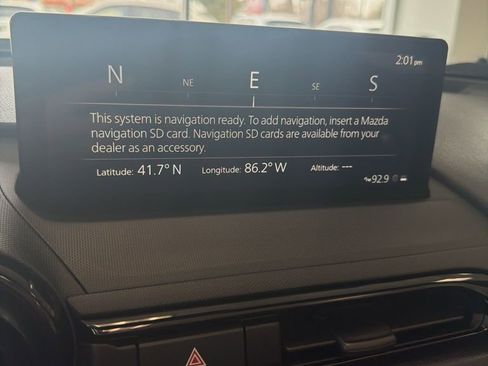 2:01 pm
N NE E SE S
This system is navigation ready. To add navigation, insert a Mazda
navigation SD card. Navigation SD cards are available from your
dealer as an accessory.
Latitude: 41.7° N Longitude: 86.2° W Altitude: ---
92.9